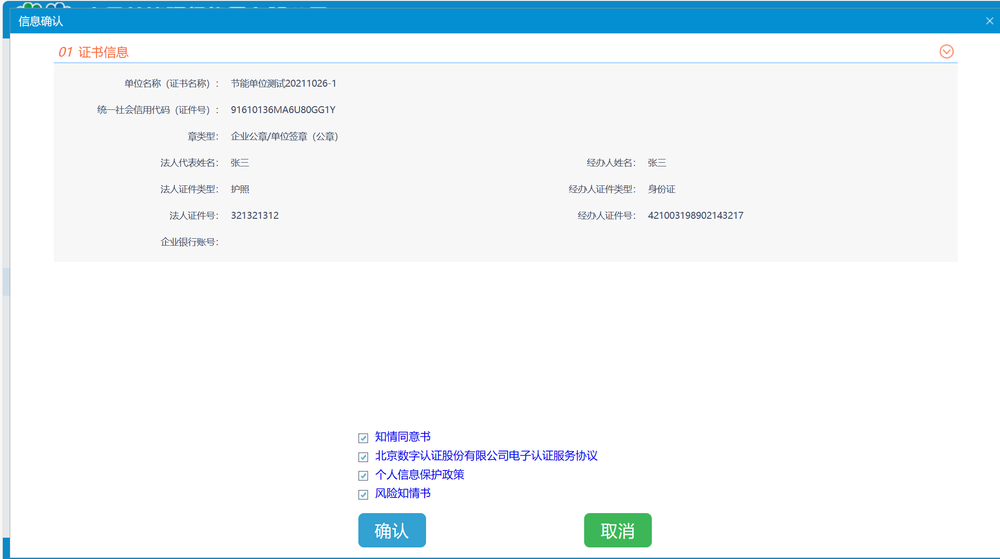 信息确认
01 证书信息
单位名称（证书名称）： 节能单位测试20211026-1
统一社会信用代码（证件号）： 91610136MA6U80GG1Y
章类型： 企业公章/单位签章（公章）
法人代表姓名： 张三 经办人姓名： 张三
法人证件类型： 护照 经办人证件类型： 身份证
法人证件号： 321321312 经办人证件号： 421003198902143217
企业银行账号：
知情同意书
北京数字认证股份有限公司电子认证服务协议
个人信息保护政策
风险知情书
确认 取消